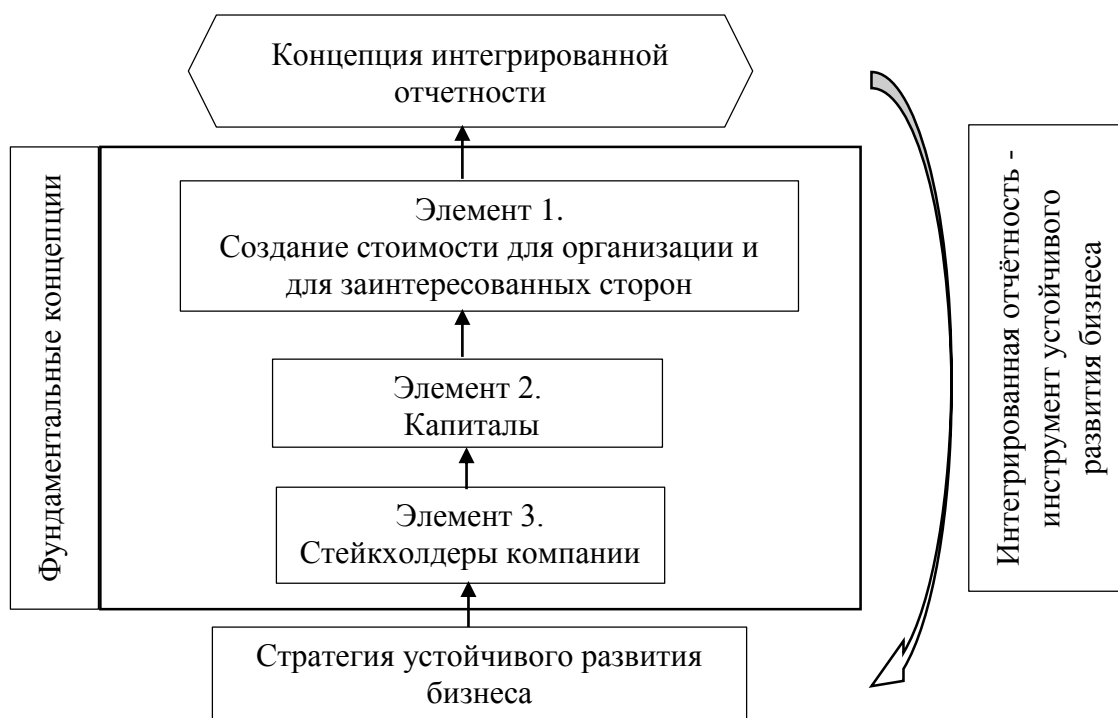 Концепция интегрированной
отчетности
Фундаментальные концепции
Элемент 1.
Создание стоимости для организации и
для заинтересованных сторон
Элемент 2.
Капиталы
Элемент 3.
Стейкхолдеры компании
Стратегия устойчивого развития
бизнеса
Интегрированная отчётность -
инструмент устойчивого
развития бизнеса